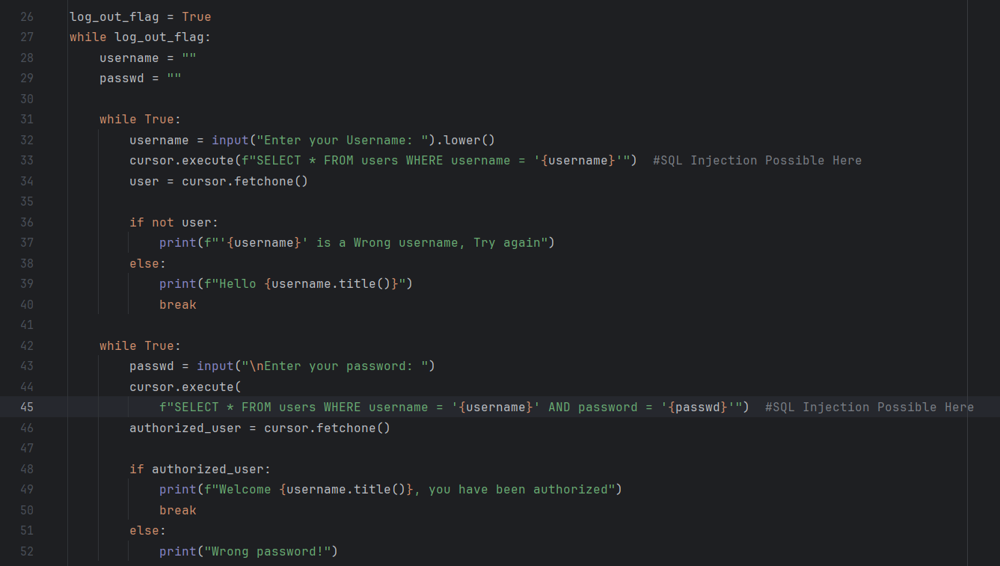 26 log_out_flag = True
27 while log_out_flag:
28     username = ""
29     passwd = ""
30
31     while True:
32         username = input("Enter your Username: ").lower()
33         cursor.execute(f"SELECT * FROM users WHERE username = '{username}'")  #SQL Injection Possible Here
34         user = cursor.fetchone()
35
36         if not user:
37             print(f"'{username}' is a Wrong username, Try again")
38         else:
39             print(f"Hello {username.title()}")
40             break
41
42     while True:
43         passwd = input("\nEnter your password: ")
44         cursor.execute(
45             f"SELECT * FROM users WHERE username = '{username}' AND password = '{passwd}'")  #SQL Injection Possible Here
46         authorized_user = cursor.fetchone()
47
48         if authorized_user:
49             print(f"Welcome {username.title()}, you have been authorized")
50             break
51         else:
52             print("Wrong password!")